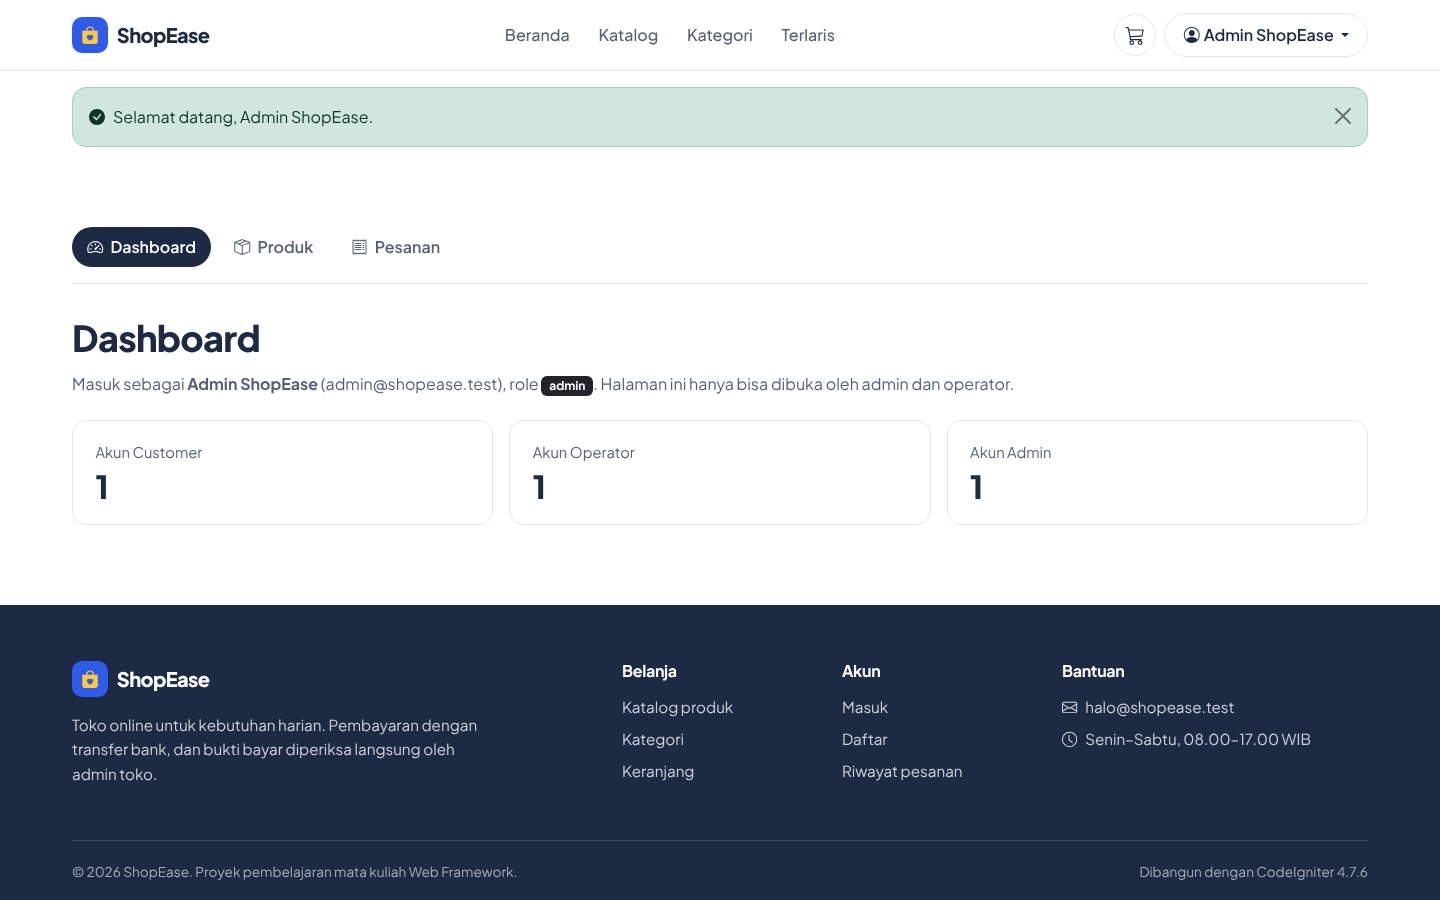 ShopEase
Beranda
Katalog
Kategori
Terlaris
Admin ShopEase
Selamat datang, Admin ShopEase.
Dashboard
Produk
Pesanan
Dashboard
Masuk sebagai Admin ShopEase (admin@shopease.test), role admin. Halaman ini hanya bisa dibuka oleh admin dan operator.
Akun Customer
1
Akun Operator
1
Akun Admin
1
ShopEase
Toko online untuk kebutuhan harian. Pembayaran dengan
transfer bank, dan bukti bayar diperiksa langsung oleh
admin toko.
Belanja
Katalog produk
Kategori
Keranjang
Akun
Masuk
Daftar
Riwayat pesanan
Bantuan
halo@shopease.test
Senin–Sabtu, 08.00–17.00 WIB
© 2026 ShopEase. Proyek pembelajaran mata kuliah Web Framework.
Dibangun dengan CodeIgniter 4.7.6